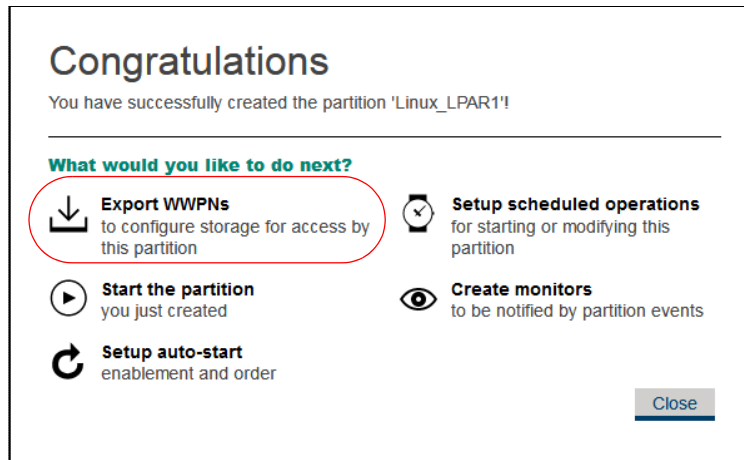 Congratulations
You have successfully created the partition 'Linux_LPAR1'!
What would you like to do next?
Export WWPNs
to configure storage for access by
this partition
Setup scheduled operations
for starting or modifying this
partition
Start the partition
you just created
Create monitors
to be notified by partition events
Setup auto-start
enablement and order
Close